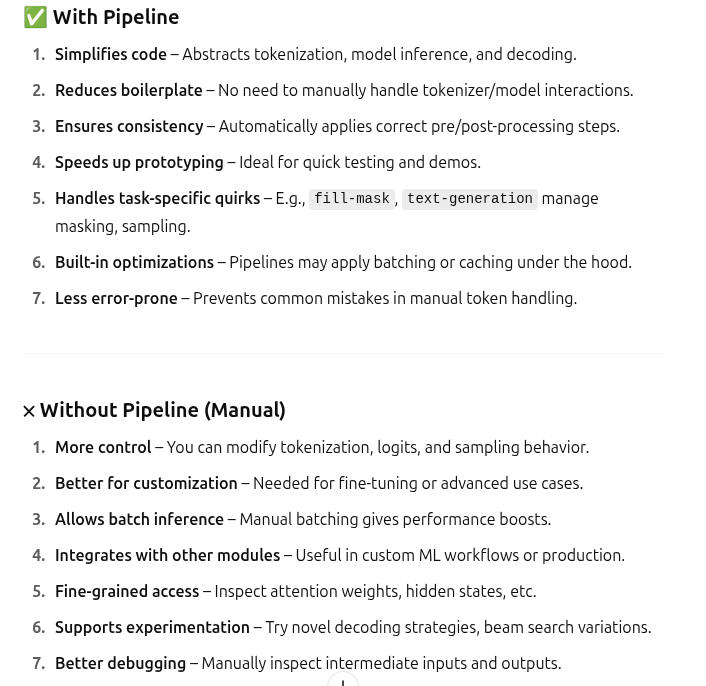 ✅ With Pipeline
1. Simplifies code – Abstracts tokenization, model inference, and decoding.
2. Reduces boilerplate – No need to manually handle tokenizer/model interactions.
3. Ensures consistency – Automatically applies correct pre/post-processing steps.
4. Speeds up prototyping – Ideal for quick testing and demos.
5. Handles task-specific quirks – E.g., fill-mask, text-generation manage
masking, sampling.
6. Built-in optimizations – Pipelines may apply batching or caching under the hood.
7. Less error-prone – Prevents common mistakes in manual token handling.
× Without Pipeline (Manual)
1. More control – You can modify tokenization, logits, and sampling behavior.
2. Better for customization – Needed for fine-tuning or advanced use cases.
3. Allows batch inference – Manual batching gives performance boosts.
4. Integrates with other modules – Useful in custom ML workflows or production.
5. Fine-grained access – Inspect attention weights, hidden states, etc.
6. Supports experimentation – Try novel decoding strategies, beam search variations.
7. Better debugging – Manually inspect intermediate inputs and outputs.